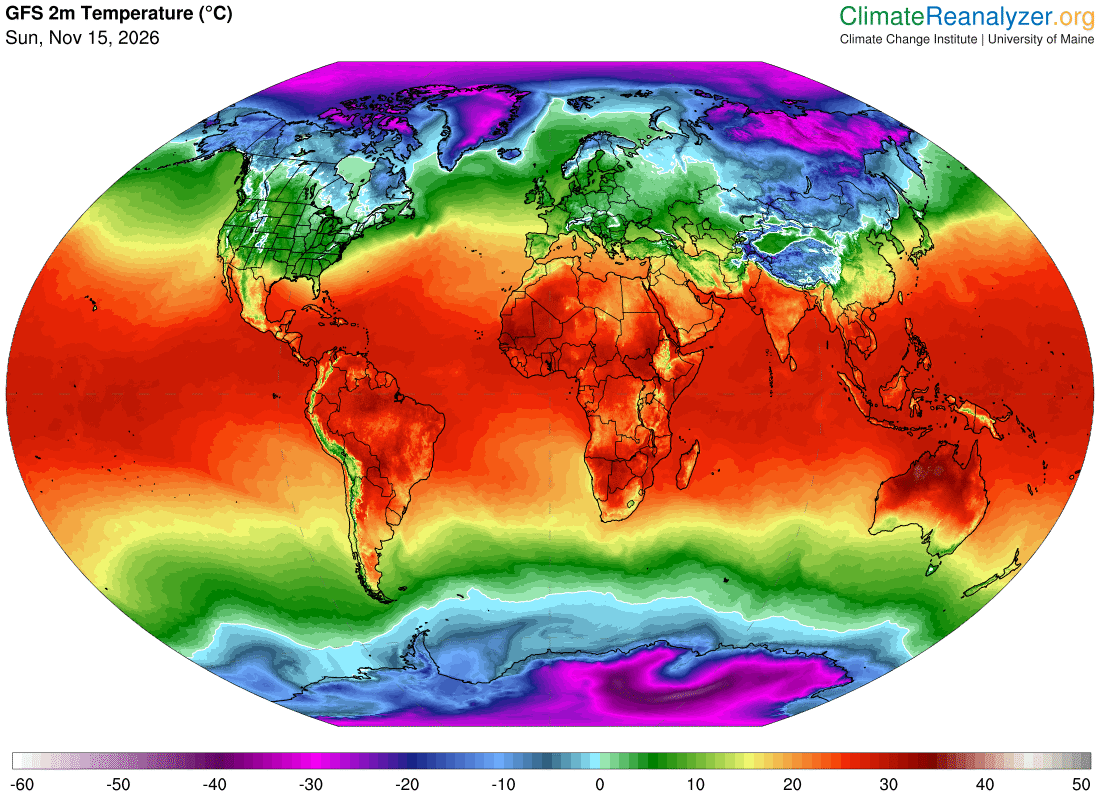 GFS 2m Temperature (°C)
Sun, Nov 15, 2026
ClimateReanalyzer.org
Climate Change Institute | University of Maine
-60 -50 -40 -30 -20 -10 0 10 20 30 40 50